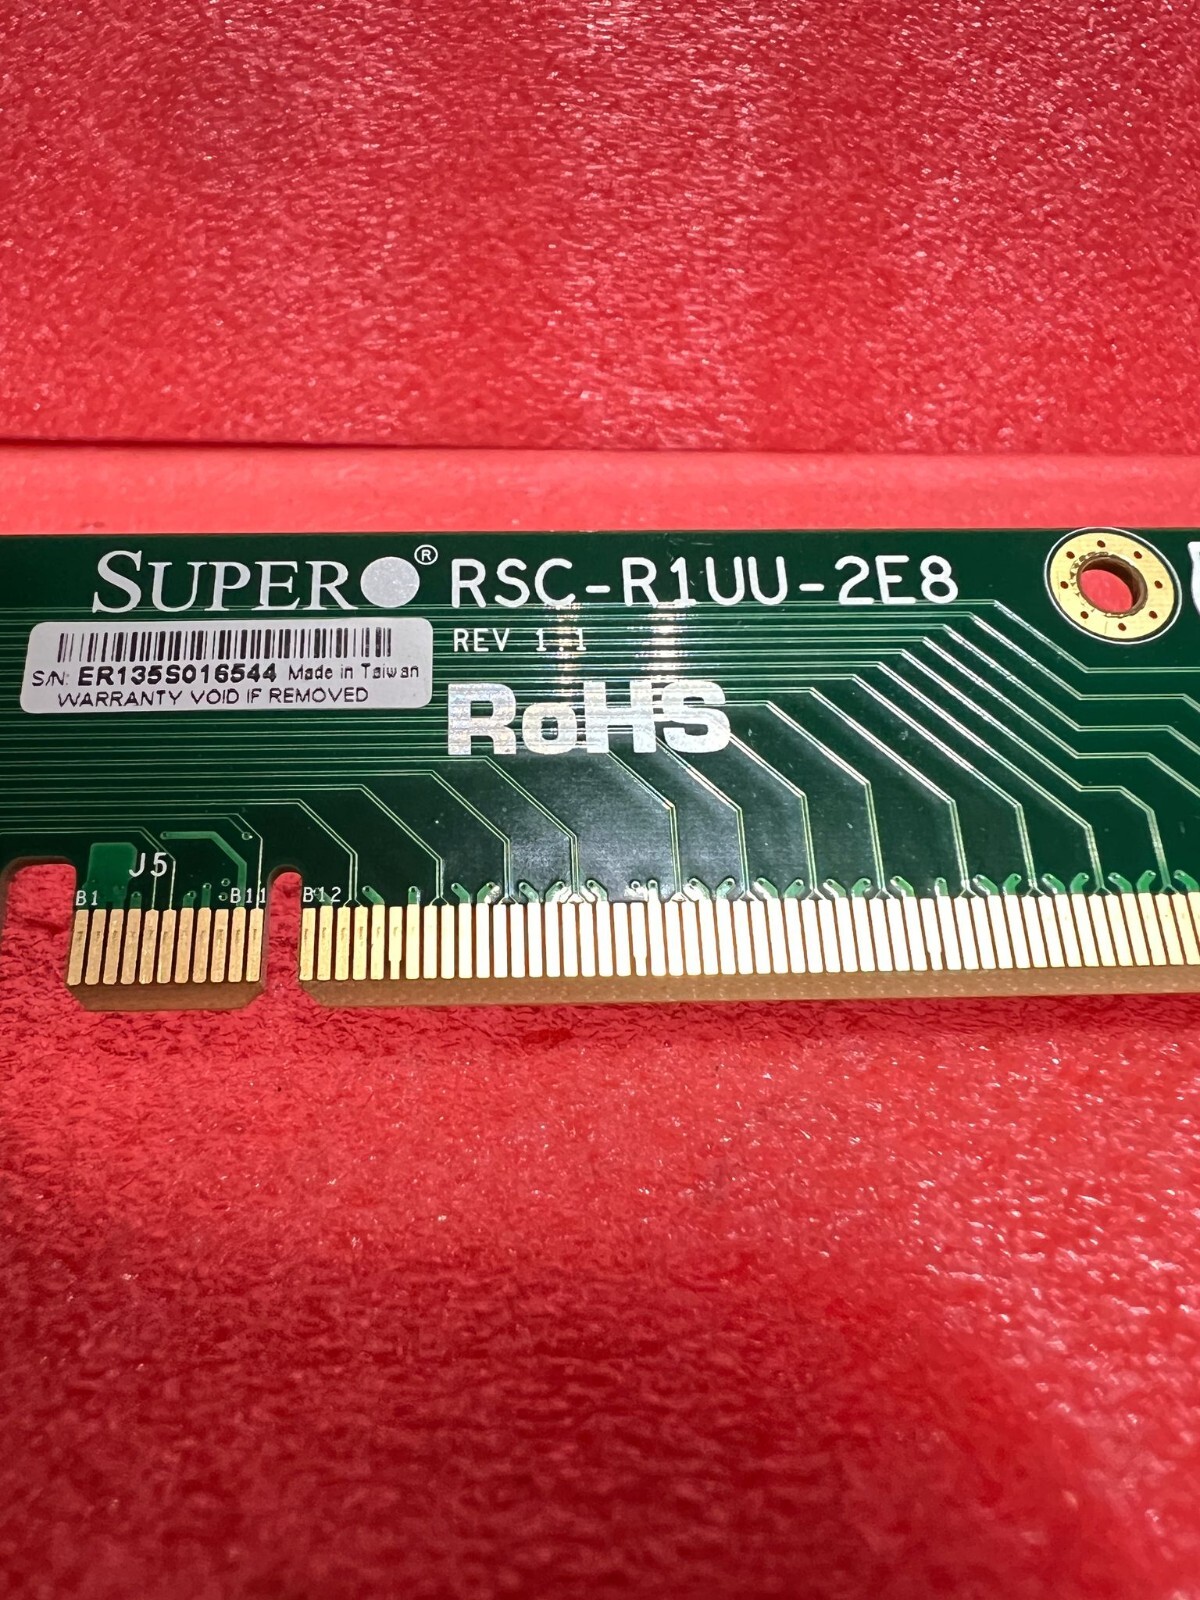 SUPER® RSC-R1UU-2E8
REV 1.1
S/N: ER135S016544 Made in Taiwan
WARRANTY VOID IF REMOVED
RoHS
J5
B1 B11 B12